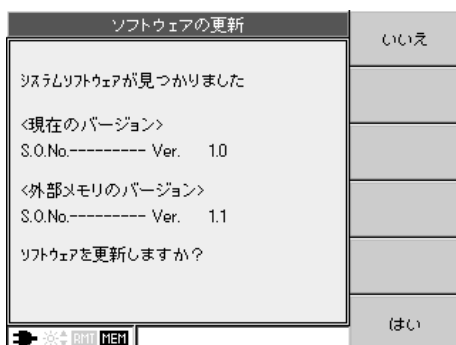 ソフトウェアの更新
いいえ
システムソフトウェアが見つかりました
<現在のバージョン>
S.O.No.--------- Ver. 1.0
<外部メモリのバージョン>
S.O.No.--------- Ver. 1.1
ソフトウェアを更新しますか?
はい
RMT MEM